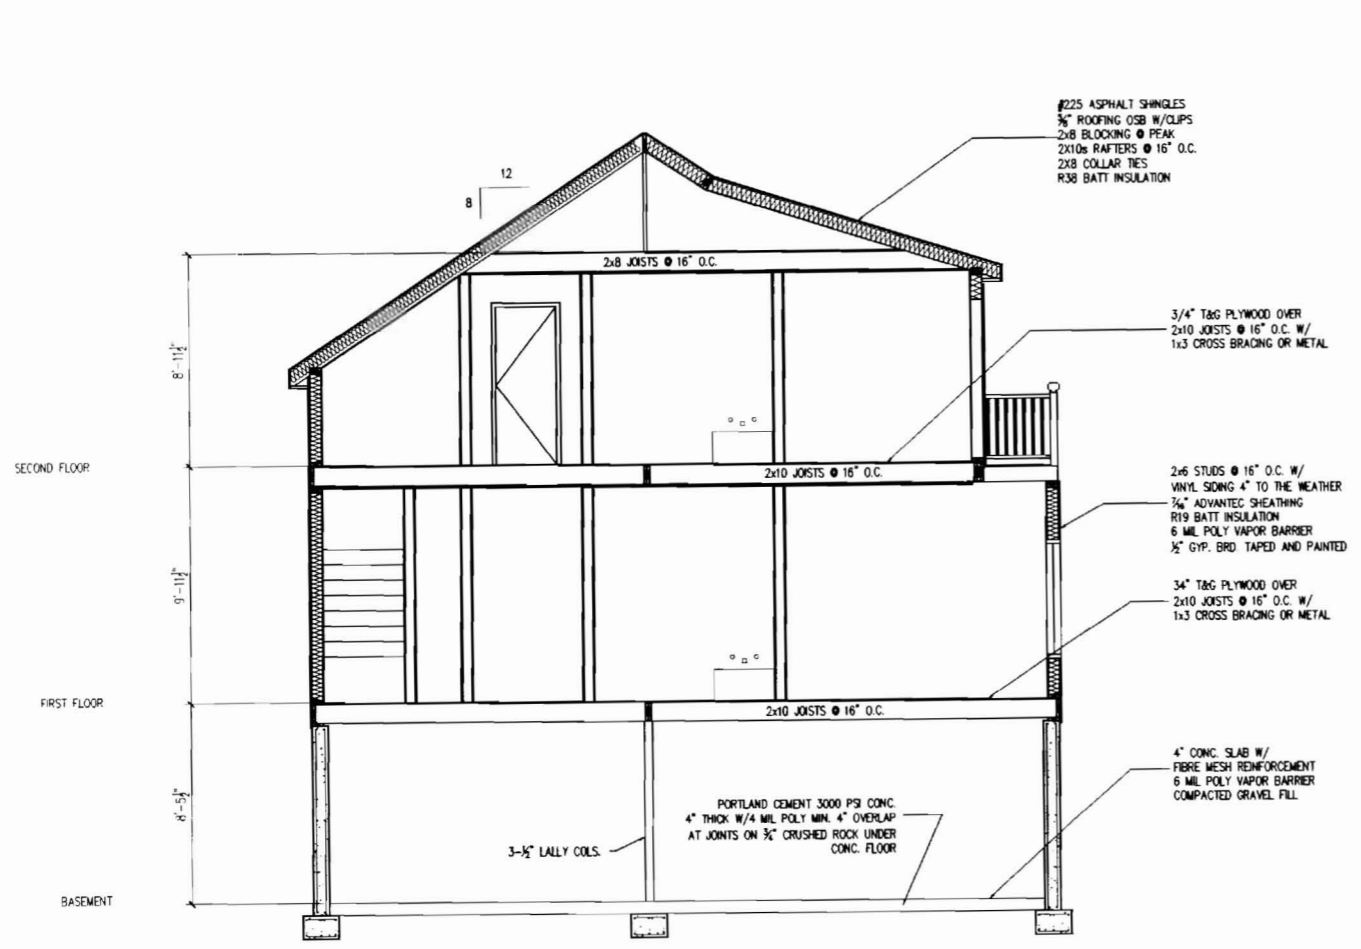 #225 ASPHALT SHINGLES
⅝" ROOFING OSB W/CLIPS
2x8 BLOCKING @ PEAK
2X10s RAFTERS @ 16" O.C.
2X8 COLLAR TIES
R38 BATT INSULATION
12
8
2x8 JOISTS @ 16" O.C.
3/4" T&G PLYWOOD OVER
2x10 JOISTS @ 16" O.C. W/
1x3 CROSS BRACING OR METAL
8'-11½"
SECOND FLOOR
2x10 JOISTS @ 16" O.C.
2x6 STUDS @ 16" O.C. W/
VINYL SIDING 4" TO THE WEATHER
7/16" ADVANTEC SHEATHING
R19 BATT INSULATION
6 MIL POLY VAPOR BARRIER
½" GYP. BRD. TAPED AND PAINTED
9'-11½"
34" T&G PLYWOOD OVER
2x10 JOISTS @ 16" O.C. W/
1x3 CROSS BRACING OR METAL
FIRST FLOOR
2x10 JOISTS @ 16" O.C.
4" CONC. SLAB W/
FIBRE MESH REINFORCEMENT
6 MIL POLY VAPOR BARRIER
COMPACTED GRAVEL FILL
8'-5½"
PORTLAND CEMENT 3000 PSI CONC.
4" THICK W/4 MIL POLY MIN. 4" OVERLAP
AT JOINTS ON ¾" CRUSHED ROCK UNDER
CONC. FLOOR
3-½" LALLY COLS.
BASEMENT